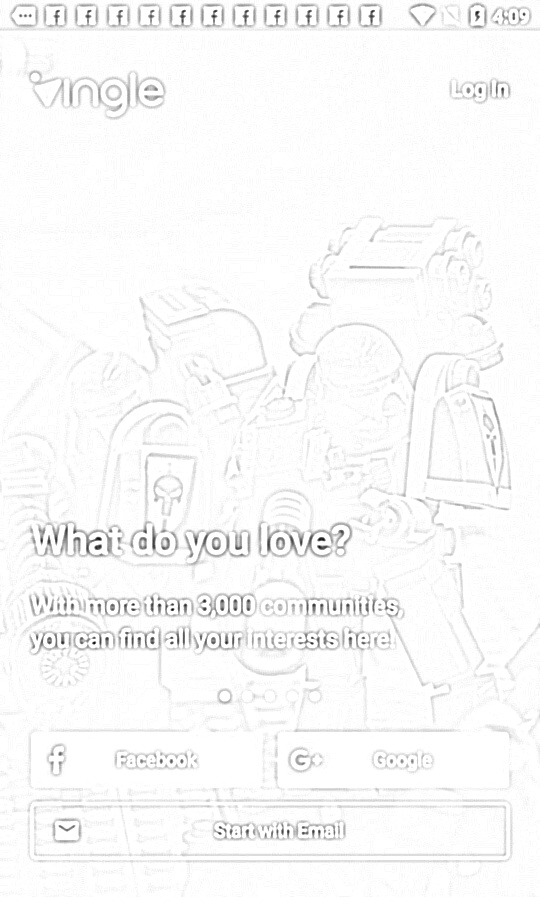 4:09
Vingle
Log In
What do you love?
With more than 3,000 communities,
you can find all your interests here!
Facebook
G+ Google
Start with Email